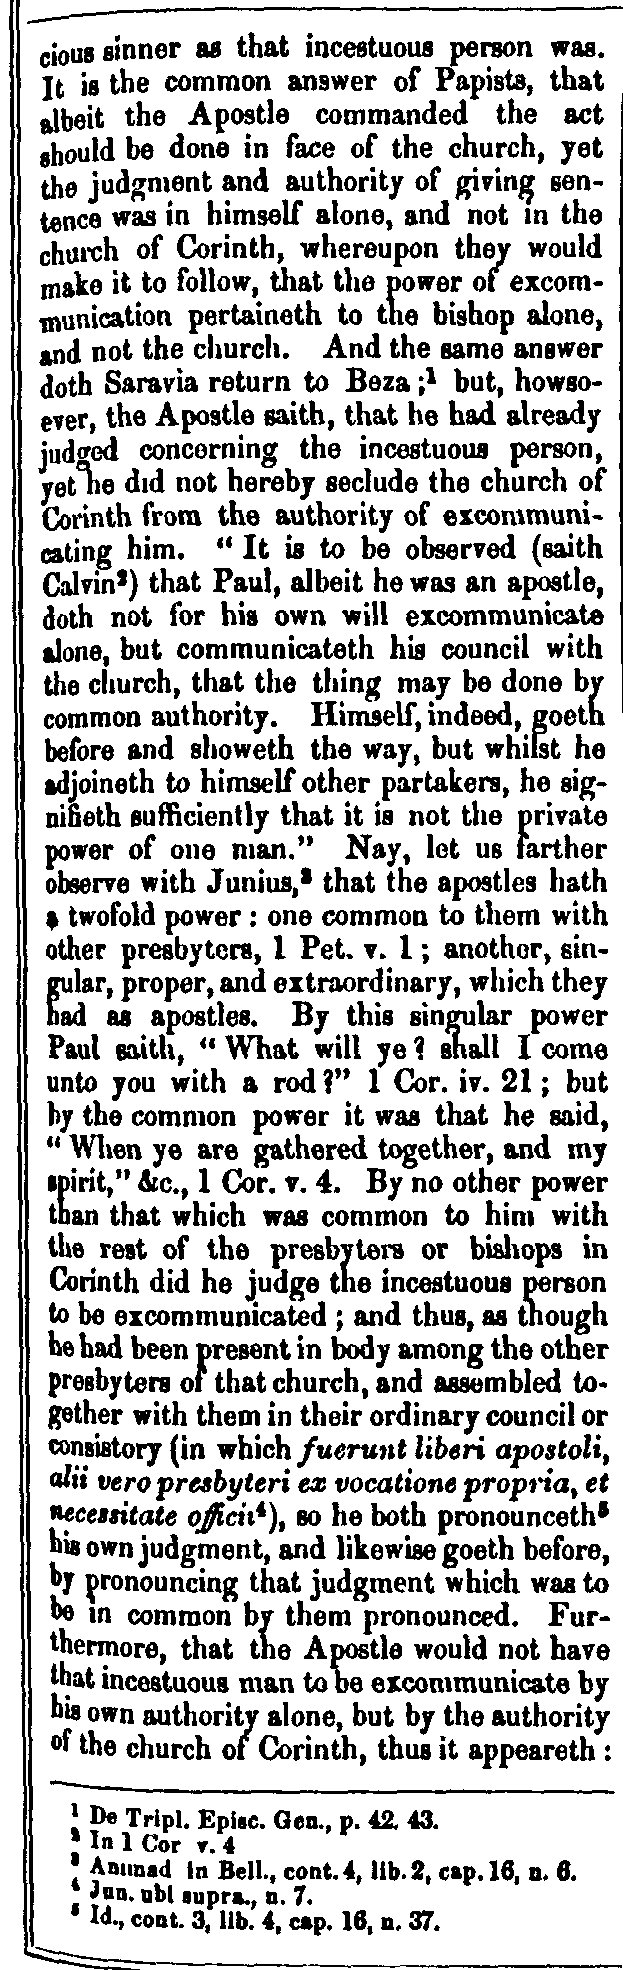 cious sinner as that incestuous person was.
It is the common answer of Papists, that
albeit the Apostle commanded the act
should be done in face of the church, yet
the judgment and authority of giving sen-
tence was in himself alone, and not in the
church of Corinth, whereupon they would
make it to follow, that the power of excom-
munication pertaineth to the bishop alone,
and not the church. And the same answer
doth Saravia return to Beza;¹ but, howso-
ever, the Apostle saith, that he had already
judged concerning the incestuous person,
yet he did not hereby seclude the church of
Corinth from the authority of excommuni-
cating him. “ It is to be observed (saith
Calvin²) that Paul, albeit he was an apostle,
doth not for his own will excommunicate
alone, but communicateth his council with
the church, that the thing may be done by
common authority. Himself, indeed, goeth
before and showeth the way, but whilst he
adjoineth to himself other partakers, he sig-
nifieth sufficiently that it is not the private
power of one man.” Nay, let us farther
observe with Junius,³ that the apostles hath
a twofold power : one common to them with
other presbyters, 1 Pet. v. 1 ; another, sin-
gular, proper, and extraordinary, which they
had as apostles. By this singular power
Paul saith, “ What will ye? shall I come
unto you with a rod?” 1 Cor. iv. 21 ; but
by the common power it was that he said,
“ When ye are gathered together, and my
spirit,” &c., 1 Cor. v. 4. By no other power
than that which was common to him with
the rest of the presbyters or bishops in
Corinth did he judge the incestuous person
to be excommunicated ; and thus, as though
he had been present in body among the other
presbyters of that church, and assembled to-
gether with them in their ordinary council or
consistory (in which fuerunt liberi apostoli,
alii vero presbyteri ex vocatione propria, et
necessitate officii⁴), so he both pronounceth⁵
his own judgment, and likewise goeth before,
by pronouncing that judgment which was to
be in common by them pronounced. Fur-
thermore, that the Apostle would not have
that incestuous man to be excommunicate by
his own authority alone, but by the authority
of the church of Corinth, thus it appeareth :
¹ De Tripl. Episc. Gen., p. 42. 43.
² In 1 Cor v. 4
³ Animad in Bell., cont. 4, lib. 2, cap. 16, n. 6.
⁴ Jun. ubi supra., n. 7.
⁵ Id., cont. 3, lib. 4, cap. 16, n. 37.